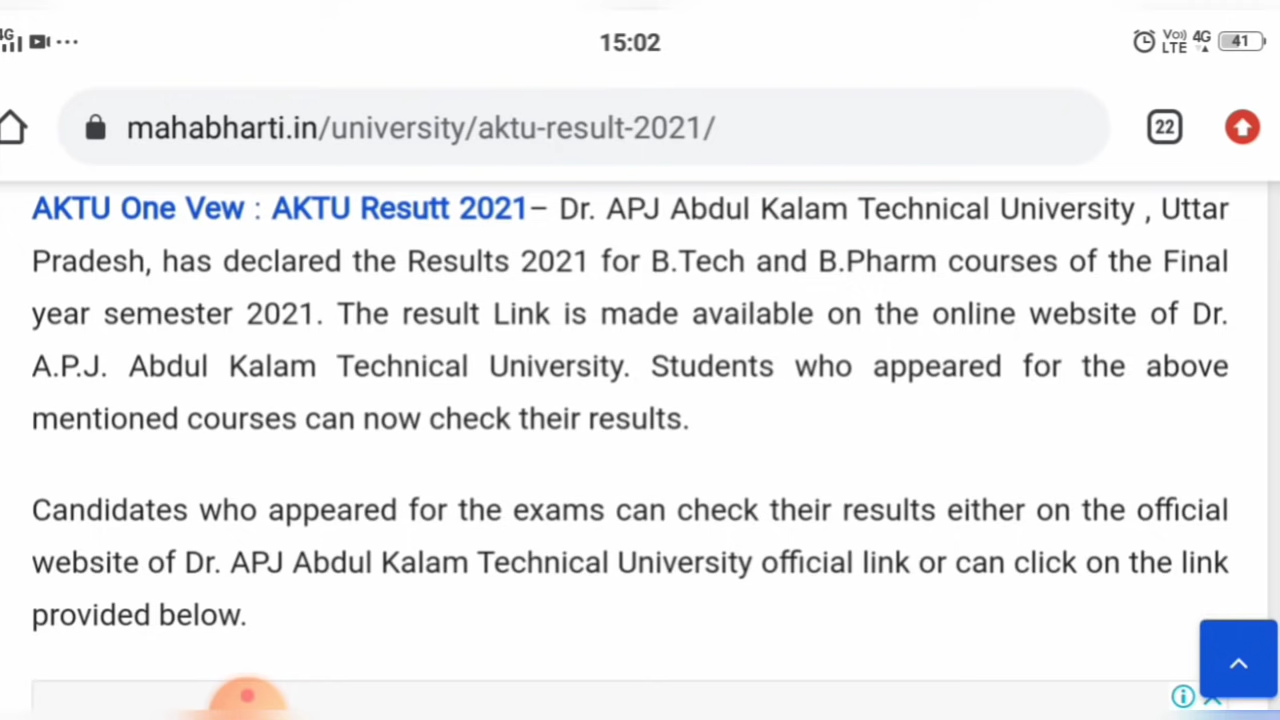 4G
15:02
Vo))
LTE
4G
41
mahabharti.in/university/aktu-result-2021/
22
AKTU One Vew : AKTU Resutt 2021– Dr. APJ Abdul Kalam Technical University , Uttar
Pradesh, has declared the Results 2021 for B.Tech and B.Pharm courses of the Final
year semester 2021. The result Link is made available on the online website of Dr.
A.P.J. Abdul Kalam Technical University. Students who appeared for the above
mentioned courses can now check their results.
Candidates who appeared for the exams can check their results either on the official
website of Dr. APJ Abdul Kalam Technical University official link or can click on the link
provided below.